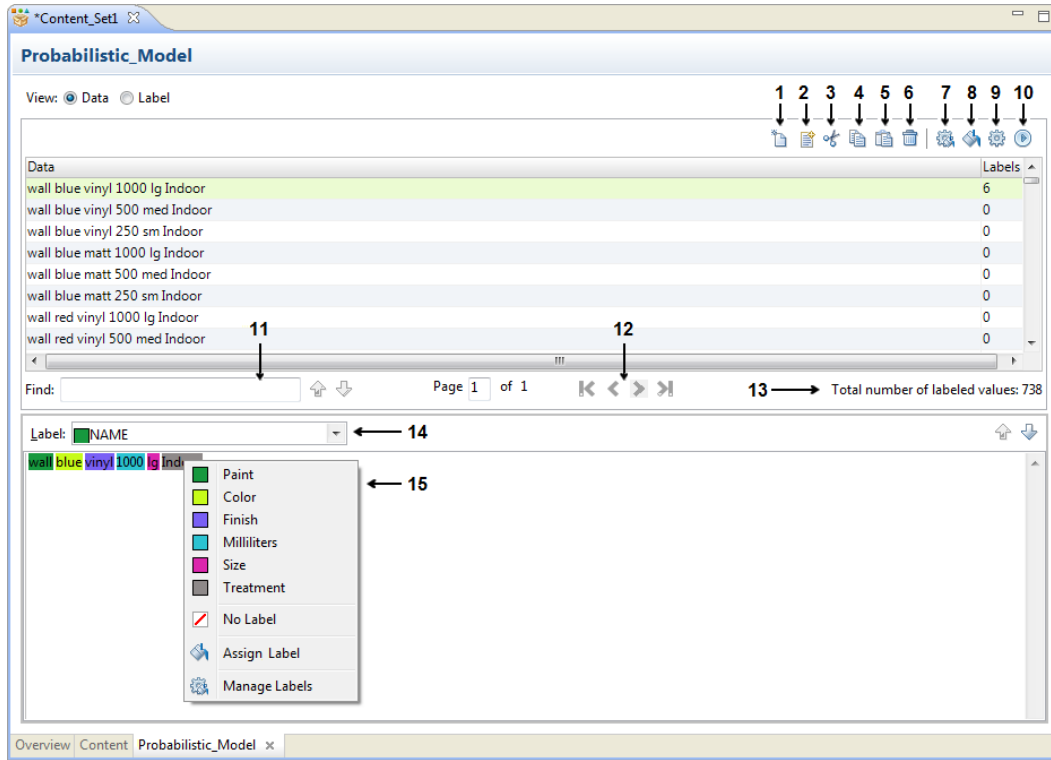 *Content_Set1
Probabilistic_Model
View: Data Label
1 2 3 4 5 6 7 8 9 10
Data Labels
wall blue vinyl 1000 lg Indoor 6
wall blue vinyl 500 med Indoor 0
wall blue vinyl 250 sm Indoor 0
wall blue matt 1000 lg Indoor 0
wall blue matt 500 med Indoor 0
wall blue matt 250 sm Indoor 0
wall red vinyl 1000 lg Indoor 0
wall red vinyl 500 med Indoor 0
11 12
Find: Page 1 of 1 13 Total number of labeled values: 738
Label: NAME 14
wall blue vinyl 1000 lg
Paint
Color
15
Finish
Milliliters
Size
Treatment
No Label
Assign Label
Manage Labels
Overview Content Probabilistic_Model